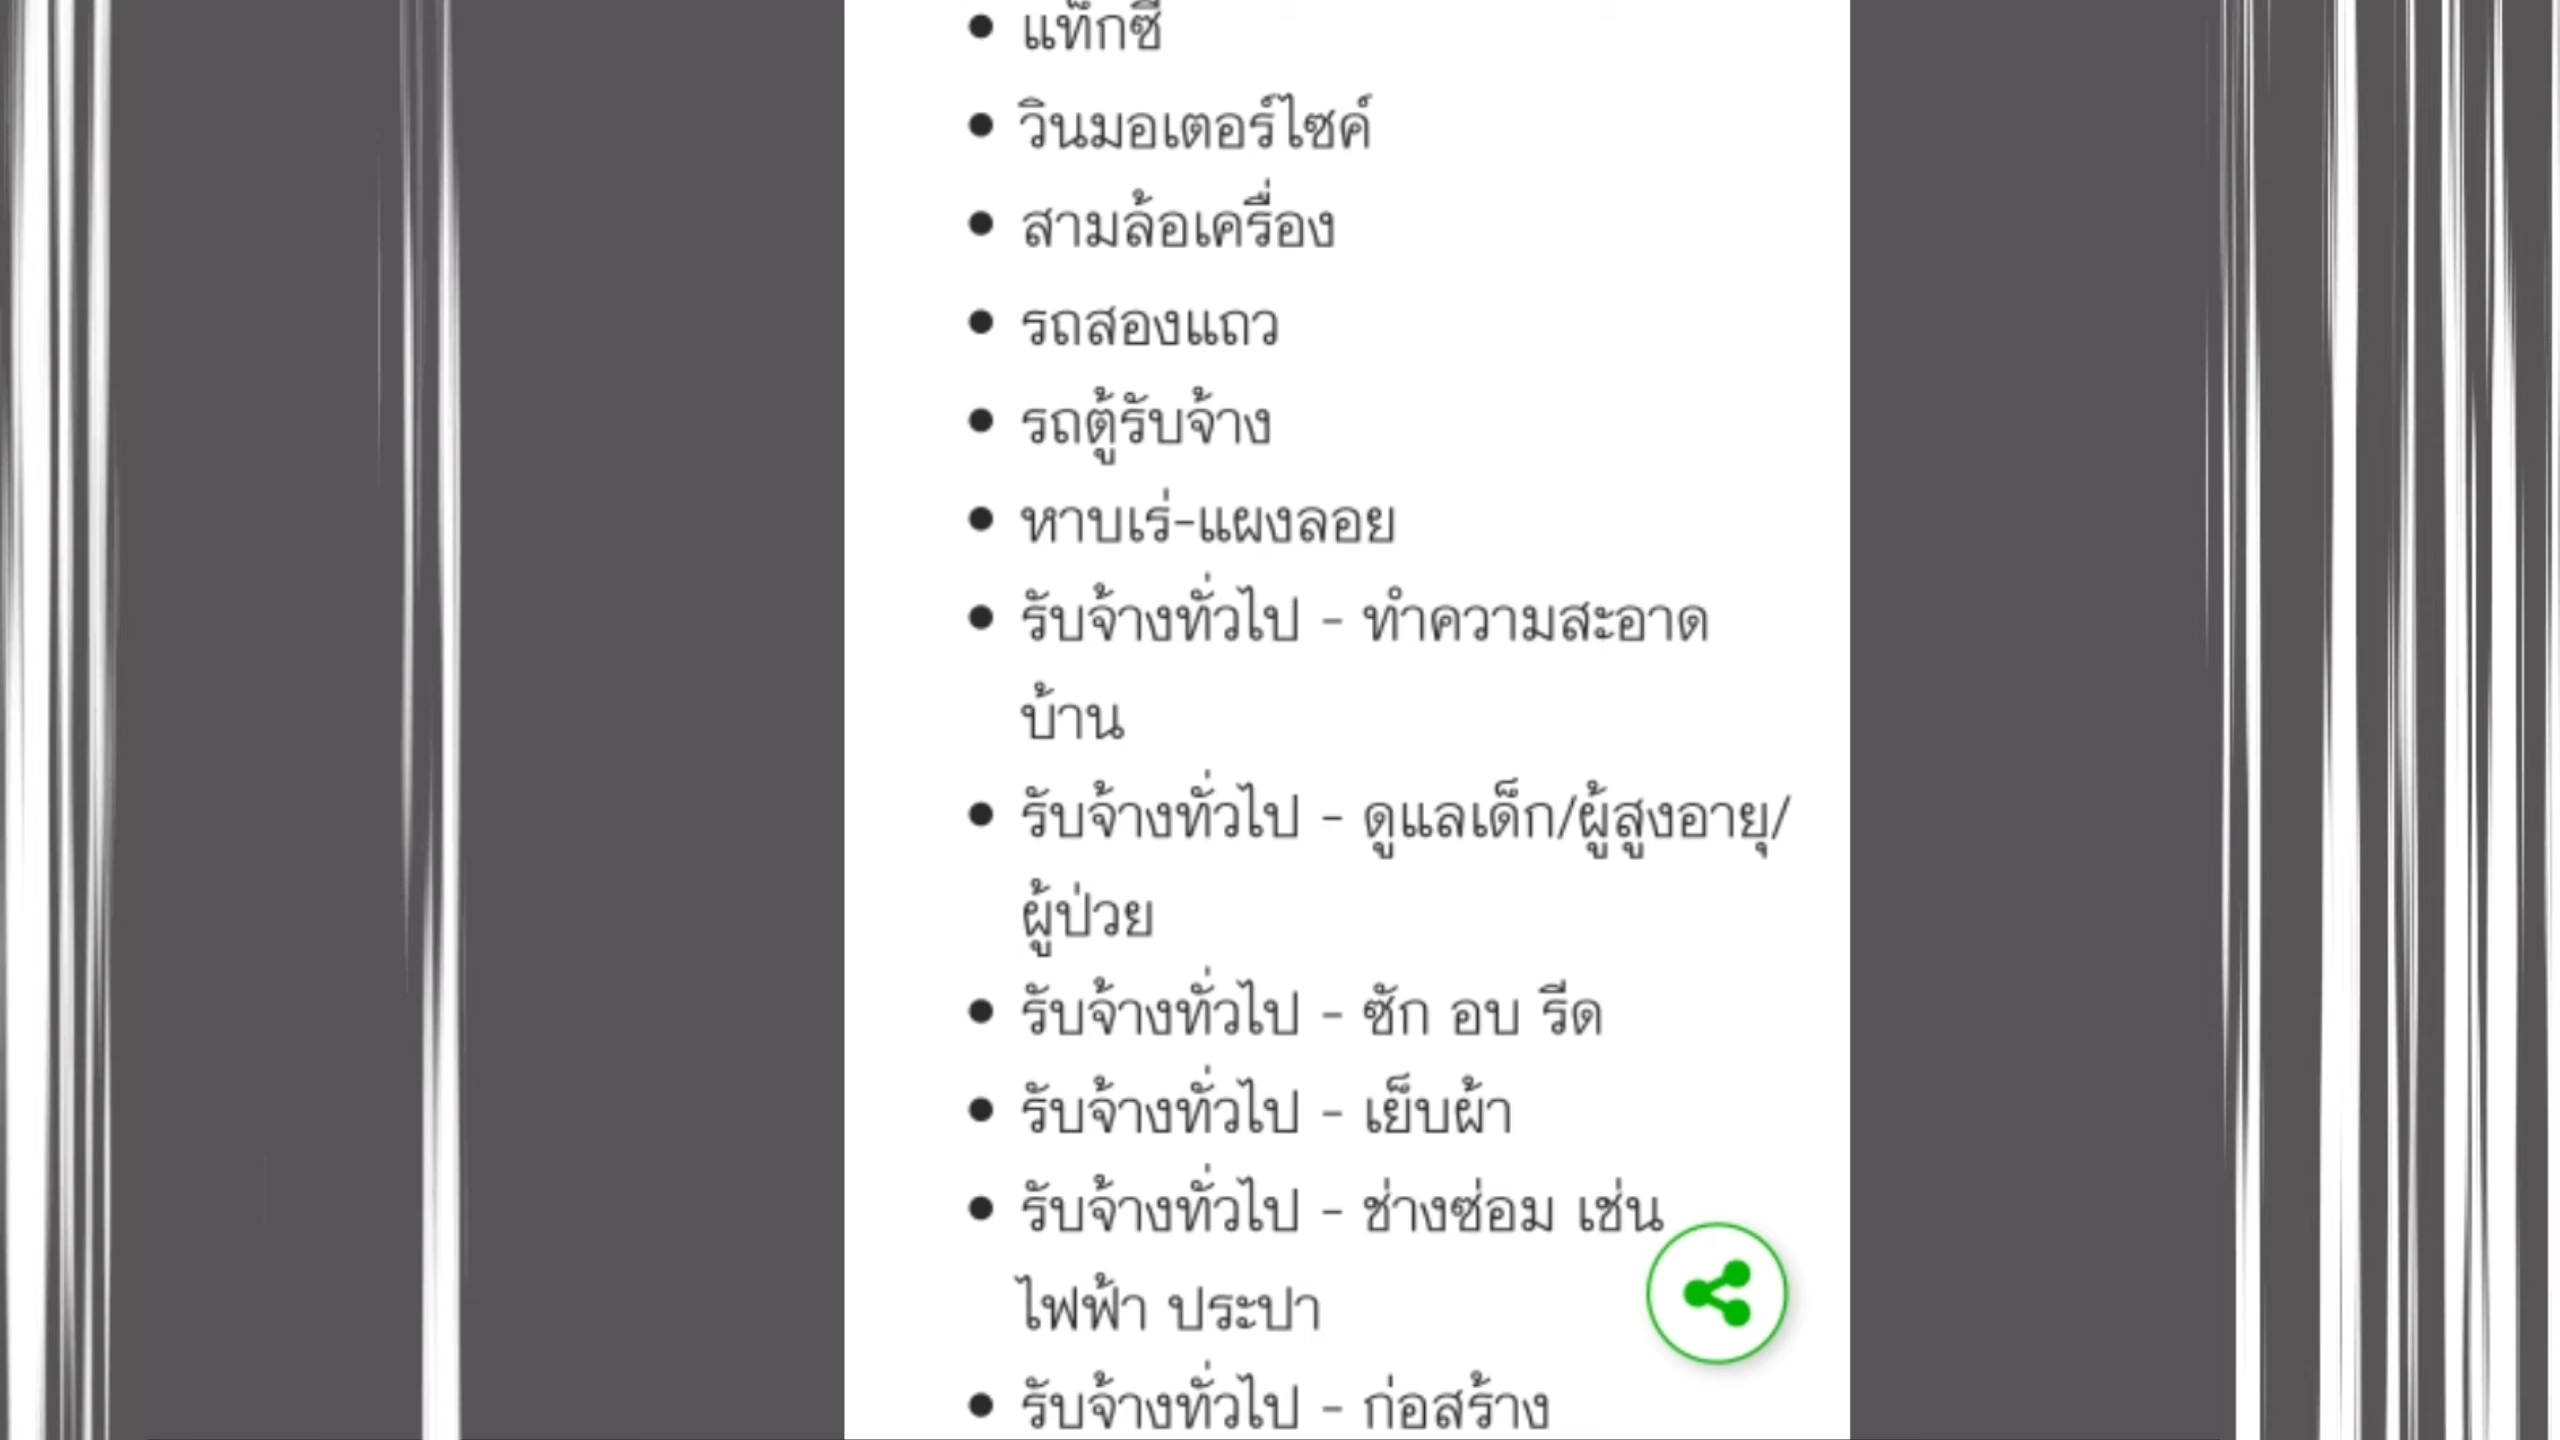 • แท็กซี่
• วินมอเตอร์ไซค์
• สามล้อเครื่อง
• รถสองแถว
• รถตู้รับจ้าง
• หาบเร่-แผงลอย
• รับจ้างทั่วไป - ทำความสะอาด
บ้าน
• รับจ้างทั่วไป - ดูแลเด็ก/ผู้สูงอายุ/
ผู้ป่วย
• รับจ้างทั่วไป - ซัก อบ รีด
• รับจ้างทั่วไป - เย็บผ้า
• รับจ้างทั่วไป - ช่างซ่อม เช่น
ไฟฟ้า ประปา
• รับจ้างทั่วไป - ก่อสร้าง